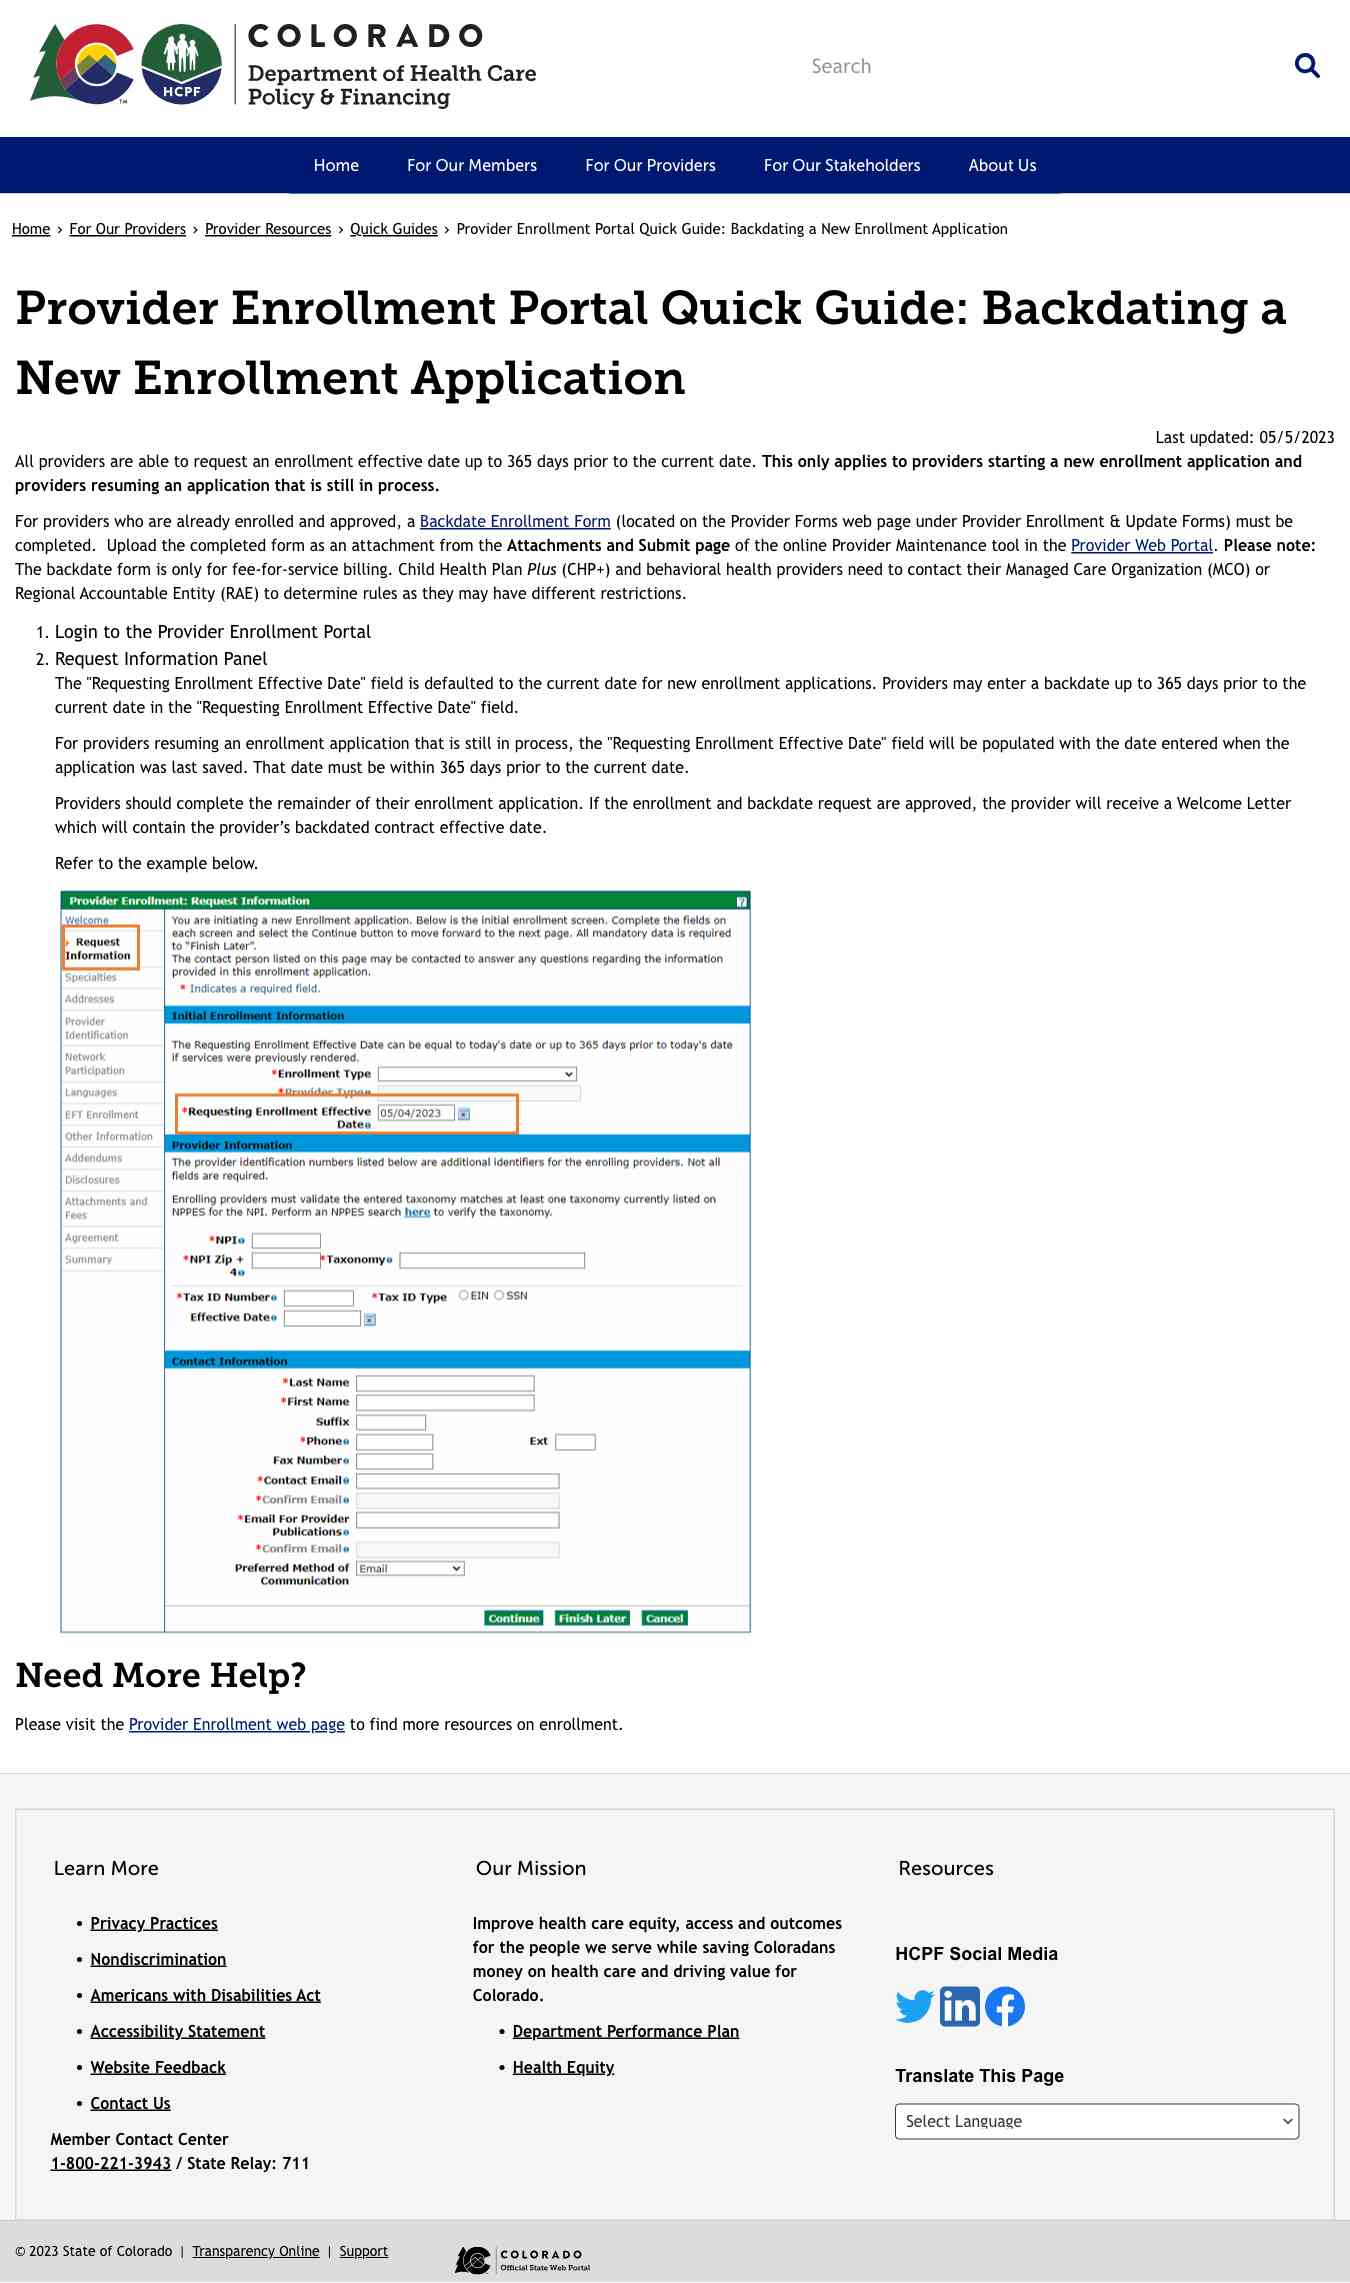 COLORADO
Department of Health Care
Policy & Financing
HCPF
TM
Search
Home
For Our Members
For Our Providers
For Our Stakeholders
About Us
Home › For Our Providers › Provider Resources › Quick Guides › Provider Enrollment Portal Quick Guide: Backdating a New Enrollment Application
Provider Enrollment Portal Quick Guide: Backdating a
New Enrollment Application
Last updated: 05/5/2023
All providers are able to request an enrollment effective date up to 365 days prior to the current date. This only applies to providers starting a new enrollment application and
providers resuming an application that is still in process.
For providers who are already enrolled and approved, a Backdate Enrollment Form (located on the Provider Forms web page under Provider Enrollment & Update Forms) must be
completed.  Upload the completed form as an attachment from the Attachments and Submit page of the online Provider Maintenance tool in the Provider Web Portal. Please note:
The backdate form is only for fee-for-service billing. Child Health Plan Plus (CHP+) and behavioral health providers need to contact their Managed Care Organization (MCO) or
Regional Accountable Entity (RAE) to determine rules as they may have different restrictions.
1. Login to the Provider Enrollment Portal
2. Request Information Panel
The "Requesting Enrollment Effective Date" field is defaulted to the current date for new enrollment applications. Providers may enter a backdate up to 365 days prior to the
current date in the "Requesting Enrollment Effective Date" field.
For providers resuming an enrollment application that is still in process, the "Requesting Enrollment Effective Date" field will be populated with the date entered when the
application was last saved. That date must be within 365 days prior to the current date.
Providers should complete the remainder of their enrollment application. If the enrollment and backdate request are approved, the provider will receive a Welcome Letter
which will contain the provider’s backdated contract effective date.
Refer to the example below.
Provider Enrollment: Request Information
?
Welcome
Request
Information
Specialties
Addresses
Provider
Identification
Network
Participation
Languages
EFT Enrollment
Other Information
Addendums
Disclosures
Attachments and
Fees
Agreement
Summary
You are initiating a new Enrollment application. Below is the initial enrollment screen. Complete the fields on
each screen and select the Continue button to move forward to the next page. All mandatory data is required
to "Finish Later".
The contact person listed on this page may be contacted to answer any questions regarding the information
provided in this enrollment application.
* Indicates a required field.
Initial Enrollment Information
The Requesting Enrollment Effective Date can be equal to today's date or up to 365 days prior to today's date
if services were previously rendered.
*Enrollment Type
*Provider Type
*Requesting Enrollment Effective
Date
05/04/2023
Provider Information
The provider identification numbers listed below are additional identifiers for the enrolling providers. Not all
fields are required.
Enrolling providers must validate the entered taxonomy matches at least one taxonomy currently listed on
NPPES for the NPI. Perform an NPPES search here to verify the taxonomy.
*NPI
*NPI Zip +
4
*Taxonomy
*Tax ID Number
*Tax ID Type
EIN
SSN
Effective Date
Contact Information
*Last Name
*First Name
Suffix
*Phone
Ext
Fax Number
*Contact Email
*Confirm Email
*Email For Provider
Publications
*Confirm Email
Preferred Method of
Communication
Email
Continue
Finish Later
Cancel
Need More Help?
Please visit the Provider Enrollment web page to find more resources on enrollment.
Learn More
• Privacy Practices
• Nondiscrimination
• Americans with Disabilities Act
• Accessibility Statement
• Website Feedback
• Contact Us
Member Contact Center
1-800-221-3943 / State Relay: 711
Our Mission
Improve health care equity, access and outcomes
for the people we serve while saving Coloradans
money on health care and driving value for
Colorado.
• Department Performance Plan
• Health Equity
Resources
HCPF Social Media
in
Translate This Page
Select Language
© 2023 State of Colorado | Transparency Online | Support
COLORADO
Official State Web Portal